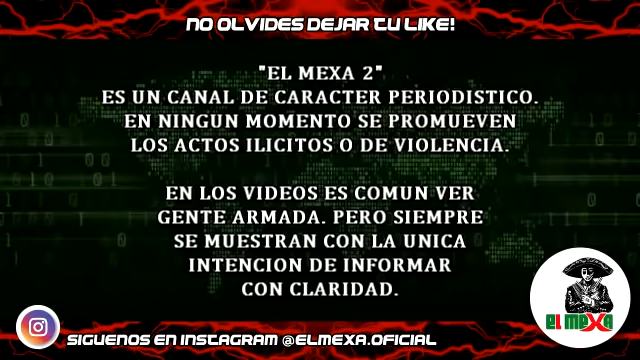 NO OLVIDES DEJAR TU LIKE!
"EL MEXA 2"
ES UN CANAL DE CARACTER PERIODISTICO.
EN NINGUN MOMENTO SE PROMUEVEN
LOS ACTOS ILICITOS O DE VIOLENCIA.
EN LOS VIDEOS ES COMUN VER
GENTE ARMADA. PERO SIEMPRE
SE MUESTRAN CON LA UNICA
INTENCION DE INFORMAR
CON CLARIDAD.
EL MEXA
SIGUENOS EN INSTAGRAM @ELMEXA.OFICIAL